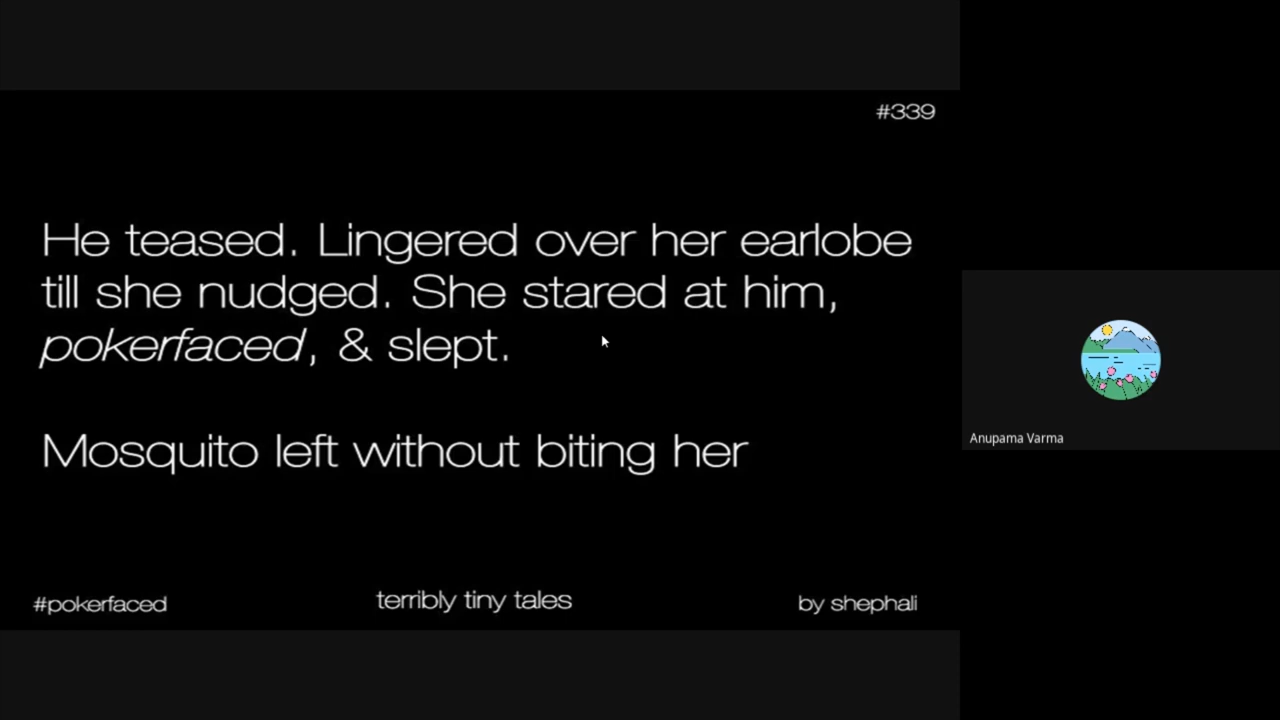 #339
He teased. Lingered over her earlobe
till she nudged. She stared at him,
pokerfaced, & slept.
Mosquito left without biting her
#pokerfaced
terribly tiny tales
by shephali
Anupama Varma